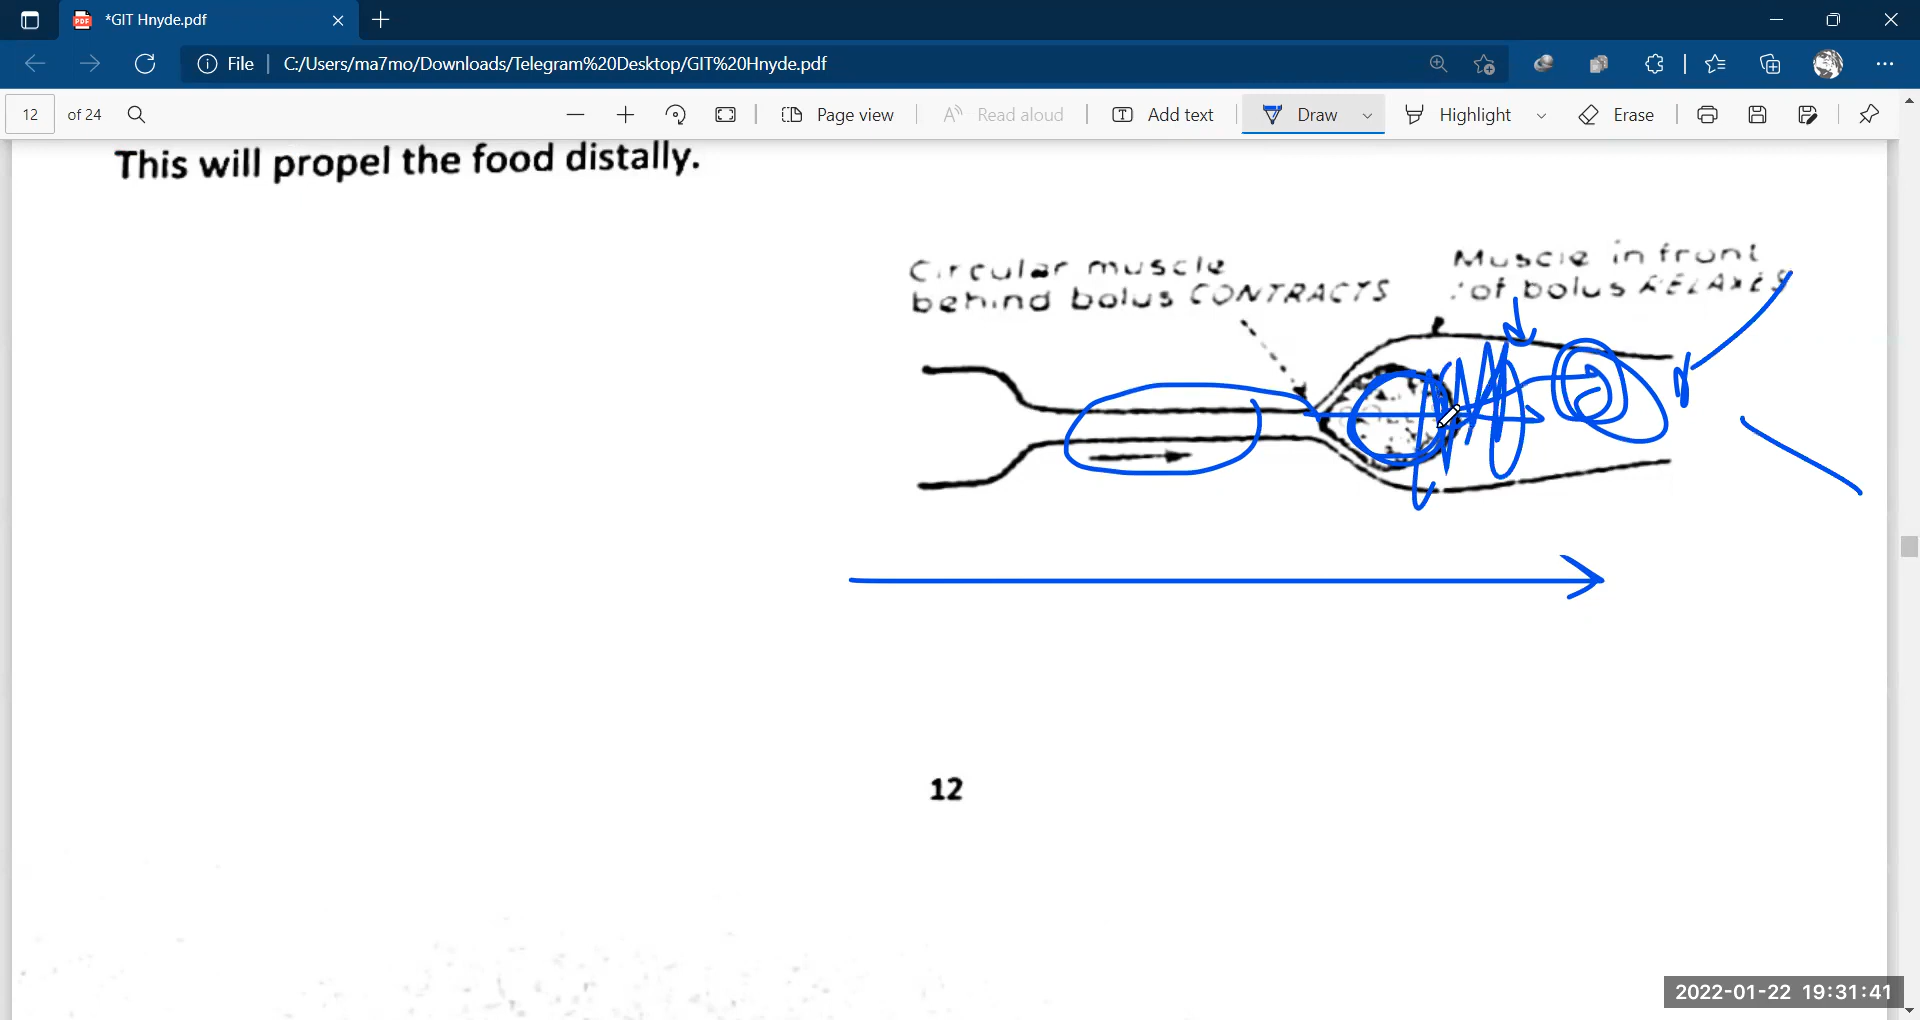 *GIT Hnyde.pdf
File
C:/Users/ma7mo/Downloads/Telegram%20Desktop/GIT%20Hnyde.pdf
12 of 24
Page view
Read aloud
Add text
Draw
Highlight
Erase
This will propel the food distally.
Circular muscle
behind bolus CONTRACTS
Muscle in front
of bolus RELAXES
12
2022-01-22 19:31:41